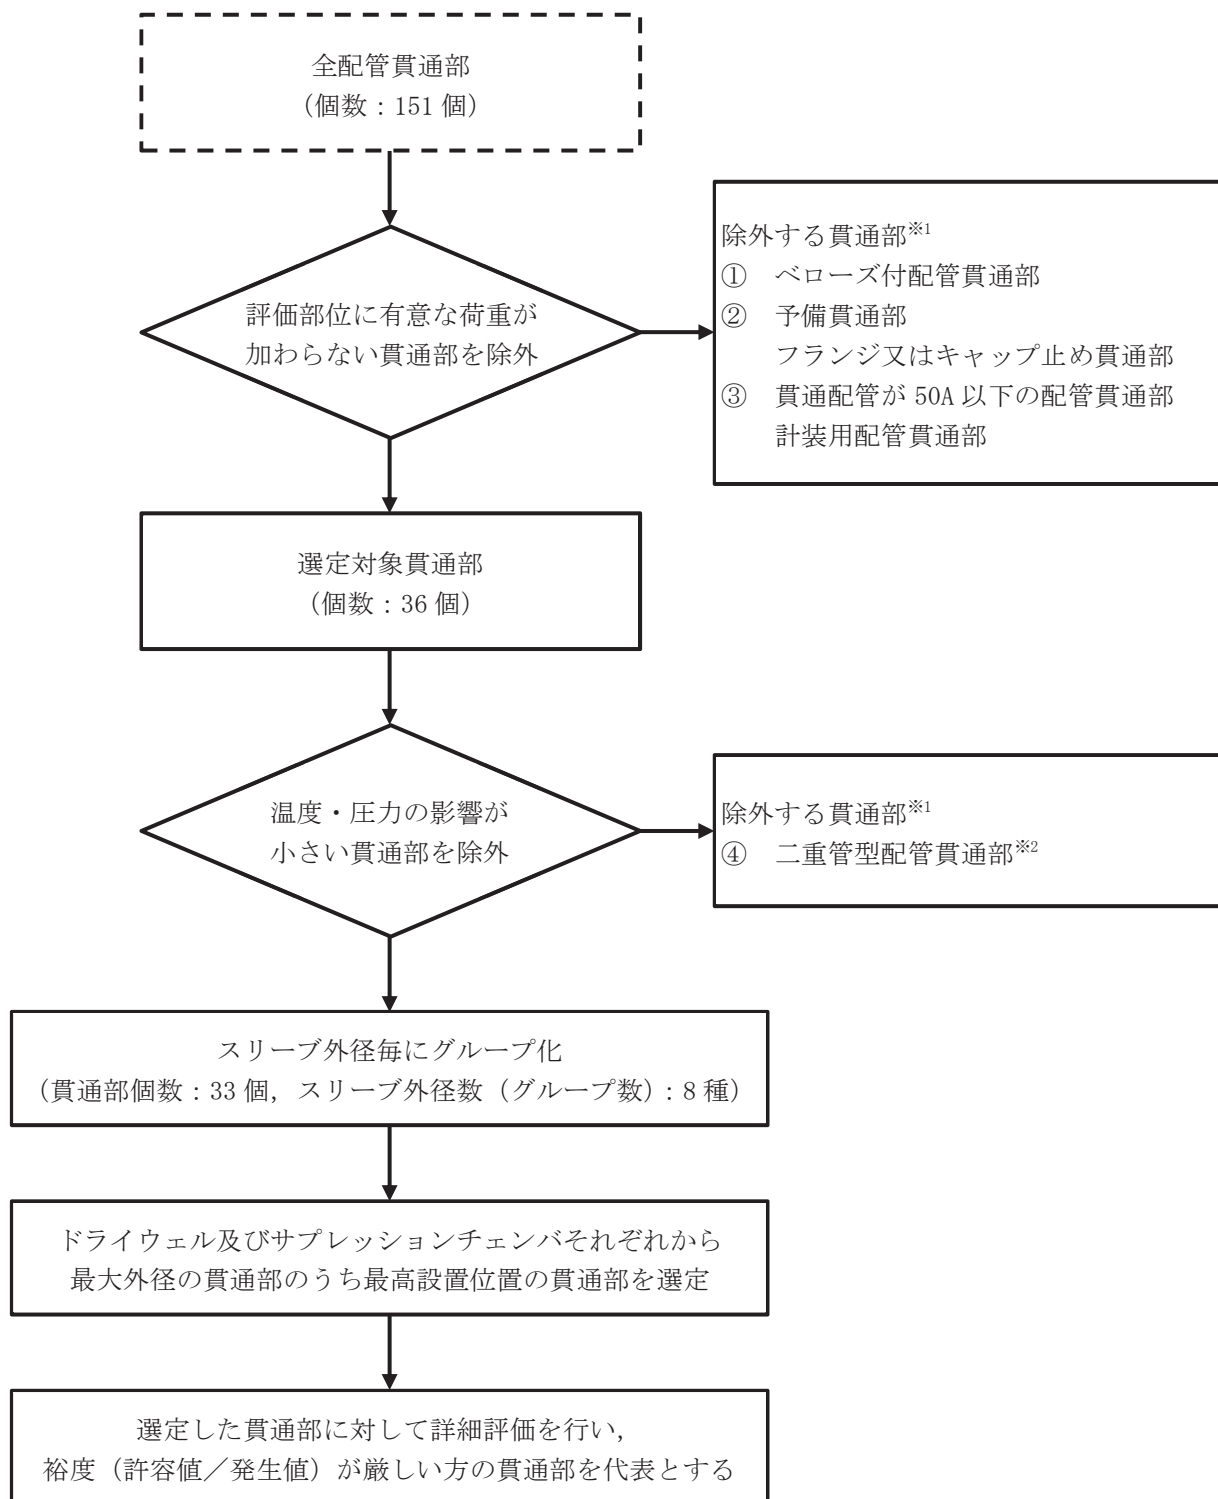 全配管貫通部
（個数：151 個）
評価部位に有意な荷重が
加わらない貫通部を除外
除外する貫通部※1
① ベローズ付配管貫通部
② 予備貫通部
フランジ又はキャップ止め貫通部
③ 貫通配管が 50A 以下の配管貫通部
計装用配管貫通部
選定対象貫通部
（個数：36 個）
温度・圧力の影響が
小さい貫通部を除外
除外する貫通部※1
④ 二重管型配管貫通部※2
スリーブ外径毎にグループ化
（貫通部個数：33 個，スリーブ外径数（グループ数）：8 種）
ドライウェル及びサプレッションチェンバそれぞれから
最大外径の貫通部のうち最高設置位置の貫通部を選定
選定した貫通部に対して詳細評価を行い，
裕度（許容値／発生値）が厳しい方の貫通部を代表とする